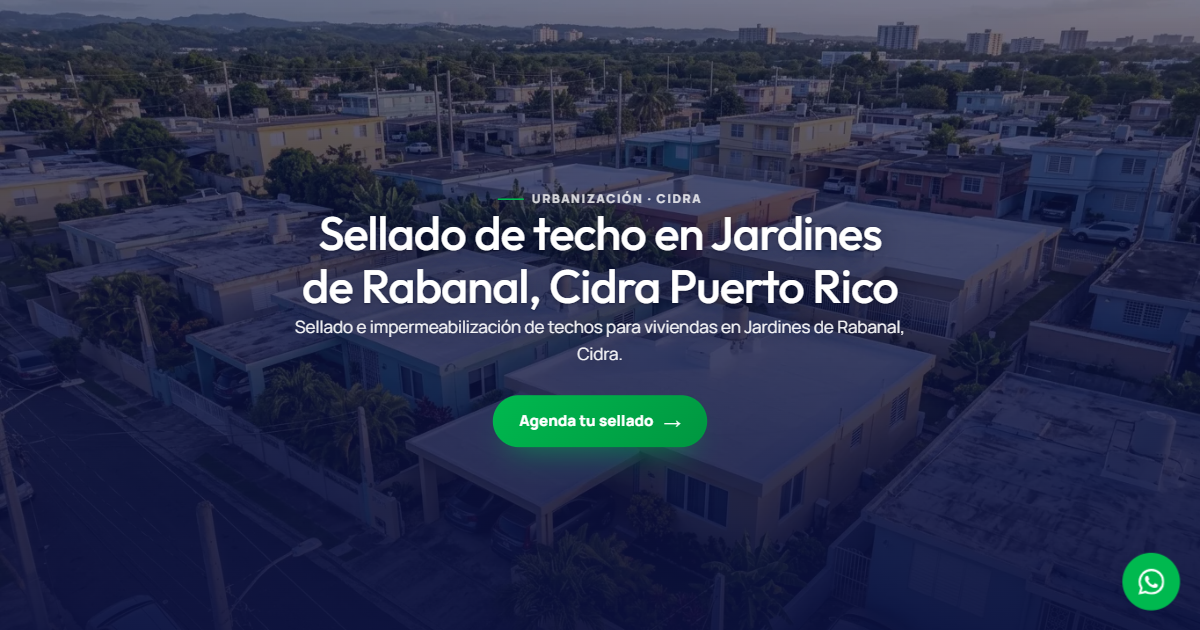 URBANIZACIÓN · CIDRA
Sellado de techo en Jardines
de Rabanal, Cidra Puerto Rico
Sellado e impermeabilización de techos para viviendas en Jardines de Rabanal,
Cidra.
Agenda tu sellado →